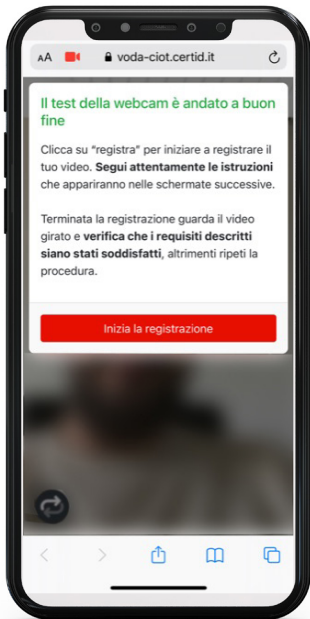 AA voda-ciot.certid.it
Il test della webcam è andato a buon
fine
Clicca su "registra" per iniziare a registrare il
tuo video. Segui attentamente le istruzioni
che appariranno nelle schermate successive.
Terminata la registrazione guarda il video
girato e verifica che i requisiti descritti
siano stati soddisfatti, altrimenti ripeti la
procedura.
Inizia la registrazione